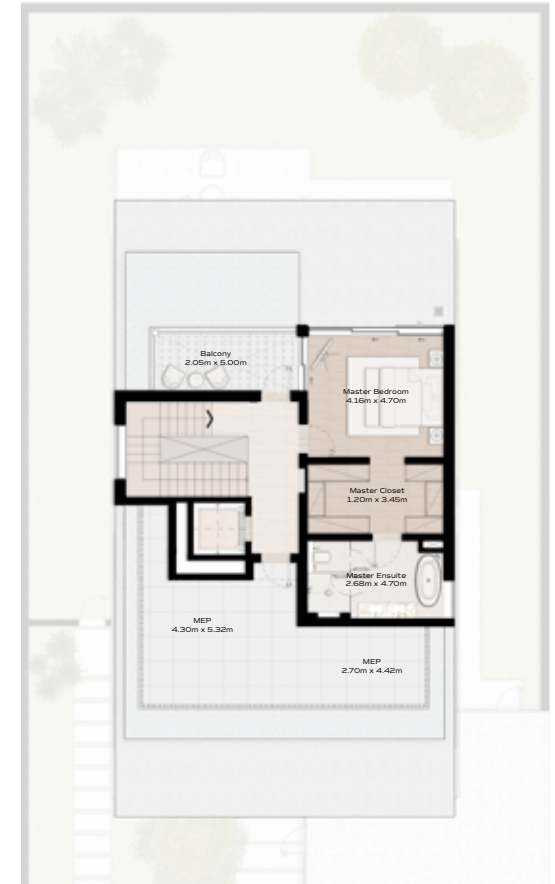 Balcony
2.05m x 5.00m
Master Bedroom
4.16m x 4.70m
Master Closet
1.20m x 3.45m
Master Ensuite
2.68m x 4.70m
MEP
4.30m x 5.32m
MEP
2.70m x 4.42m